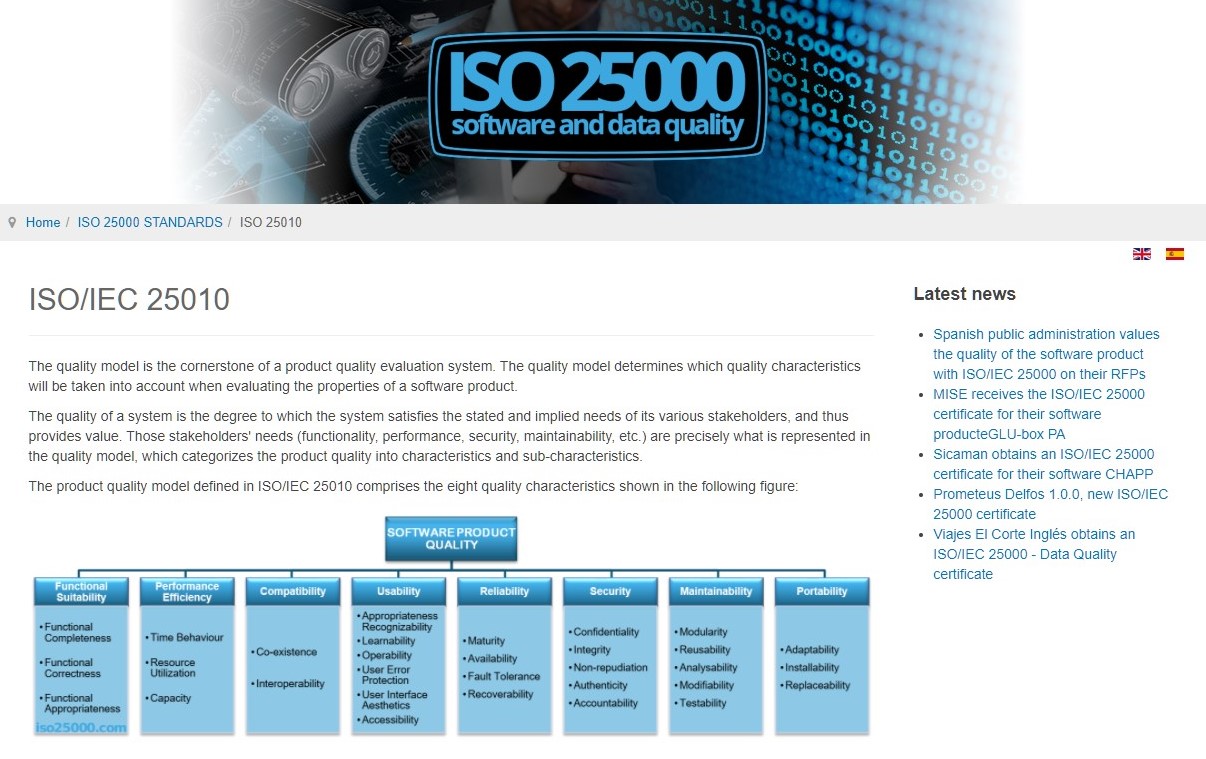 ISO 25000
software and data quality
Home / ISO 25000 STANDARDS / ISO 25010
ISO/IEC 25010
The quality model is the cornerstone of a product quality evaluation system. The quality model determines which quality characteristics
will be taken into account when evaluating the properties of a software product.
The quality of a system is the degree to which the system satisfies the stated and implied needs of its various stakeholders, and thus
provides value. Those stakeholders' needs (functionality, performance, security, maintainability, etc.) are precisely what is represented in
the quality model, which categorizes the product quality into characteristics and sub-characteristics.
The product quality model defined in ISO/IEC 25010 comprises the eight quality characteristics shown in the following figure:
SOFTWARE PRODUCT
QUALITY
Functional
Suitability
• Functional
Completeness
• Functional
Correctness
• Functional
Appropriateness
iso25000.com
Performance
Efficiency
• Time Behaviour
• Resource
Utilization
• Capacity
Compatibility
• Co-existence
• Interoperability
Usability
• Appropriateness
Recognizability
• Learnability
• Operability
• User Error
Protection
• User Interface
Aesthetics
• Accessibility
Reliability
• Maturity
• Availability
• Fault Tolerance
• Recoverability
Security
• Confidentiality
• Integrity
• Non-repudiation
• Authenticity
• Accountability
Maintainability
• Modularity
• Reusability
• Analysability
• Modifiability
• Testability
Portability
• Adaptability
• Installability
• Replaceability
Latest news
• Spanish public administration values
the quality of the software product
with ISO/IEC 25000 on their RFPs
• MISE receives the ISO/IEC 25000
certificate for their software
producteGLU-box PA
• Sicaman obtains an ISO/IEC 25000
certificate for their software CHAPP
• Prometeus Delfos 1.0.0, new ISO/IEC
25000 certificate
• Viajes El Corte Inglés obtains an
ISO/IEC 25000 - Data Quality
certificate